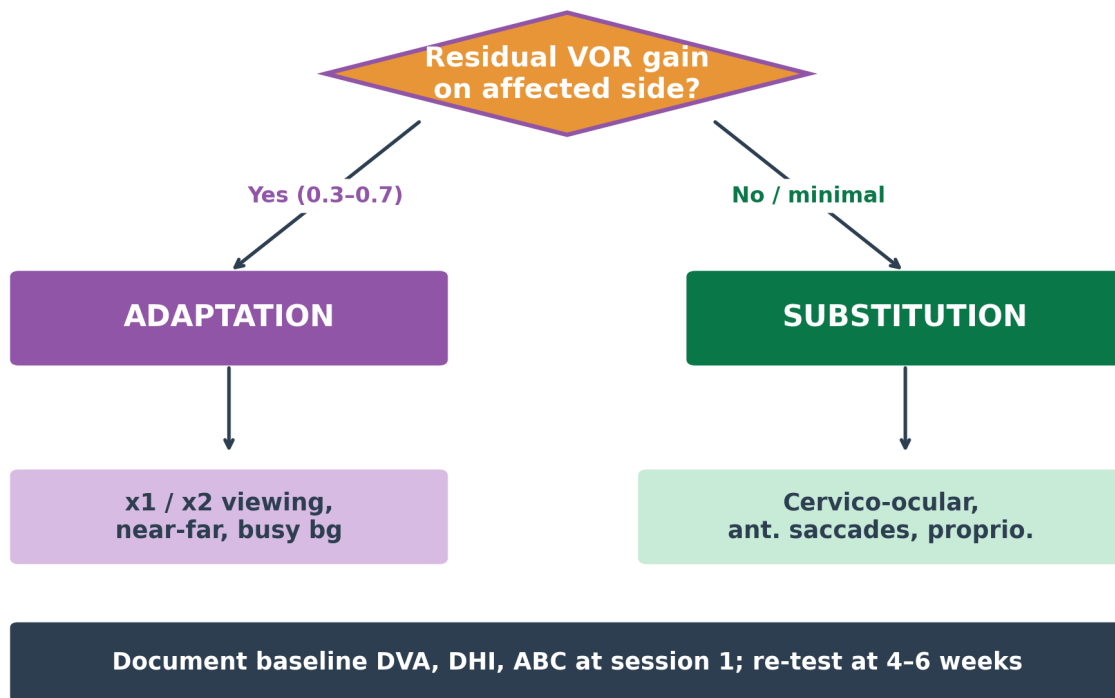 Residual VOR gain
on affected side?
Yes (0.3–0.7)
No / minimal
ADAPTATION
SUBSTITUTION
x1 / x2 viewing,
near-far, busy bg
Cervico-ocular,
ant. saccades, proprio.
Document baseline DVA, DHI, ABC at session 1; re-test at 4–6 weeks